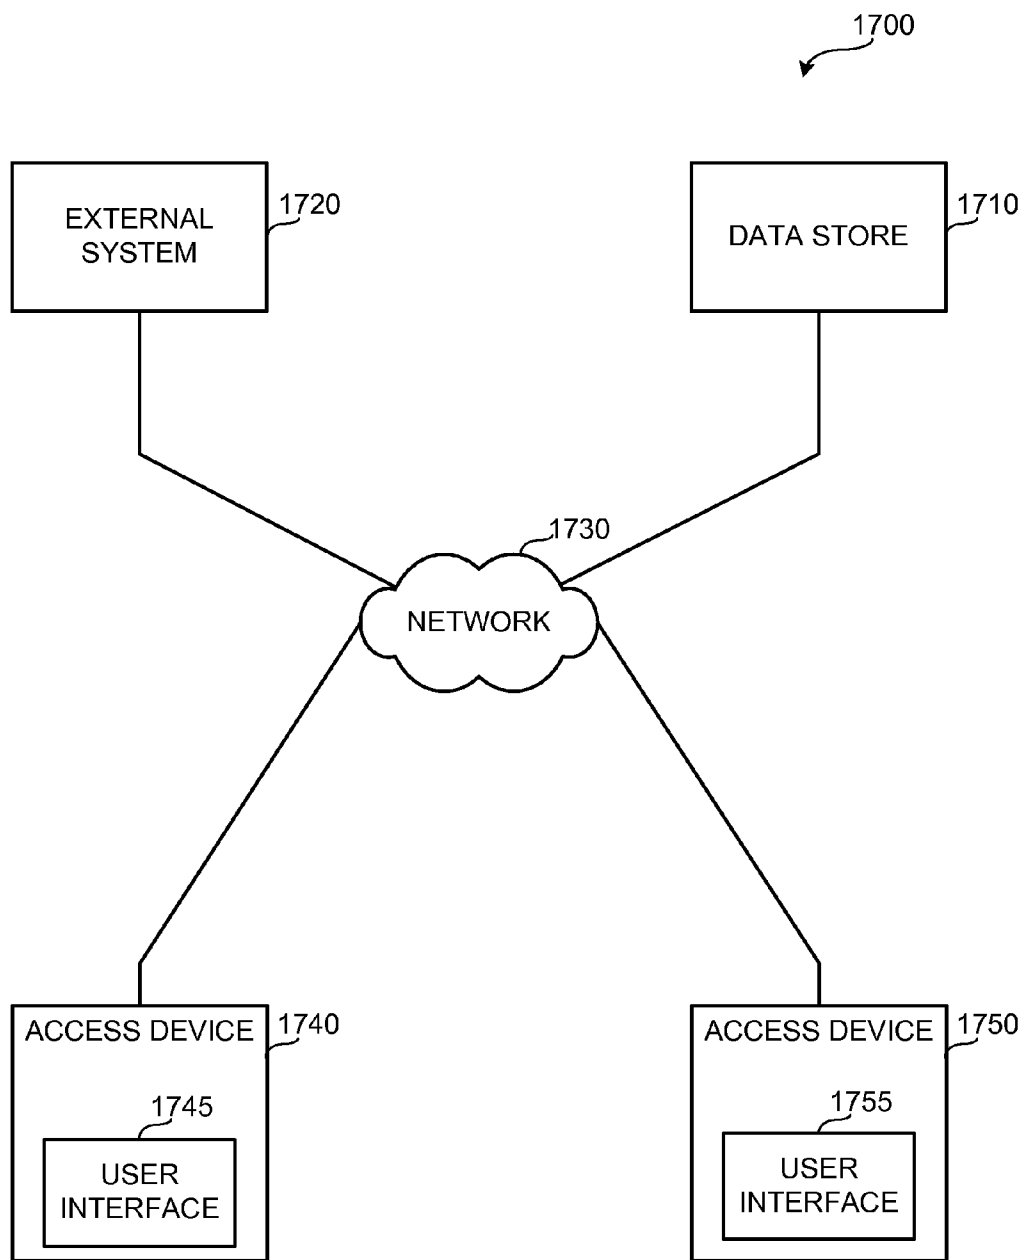 1700
EXTERNAL
SYSTEM
1720
DATA STORE
1710
1730
NETWORK
ACCESS DEVICE
1740
1745
USER
INTERFACE
ACCESS DEVICE
1750
1755
USER
INTERFACE